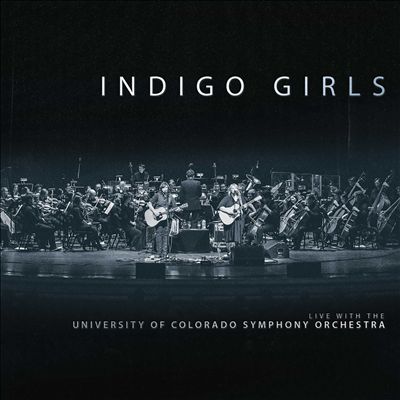 INDIGO GIRLS
LIVE WITH THE
UNIVERSITY OF COLORADO SYMPHONY ORCHESTRA